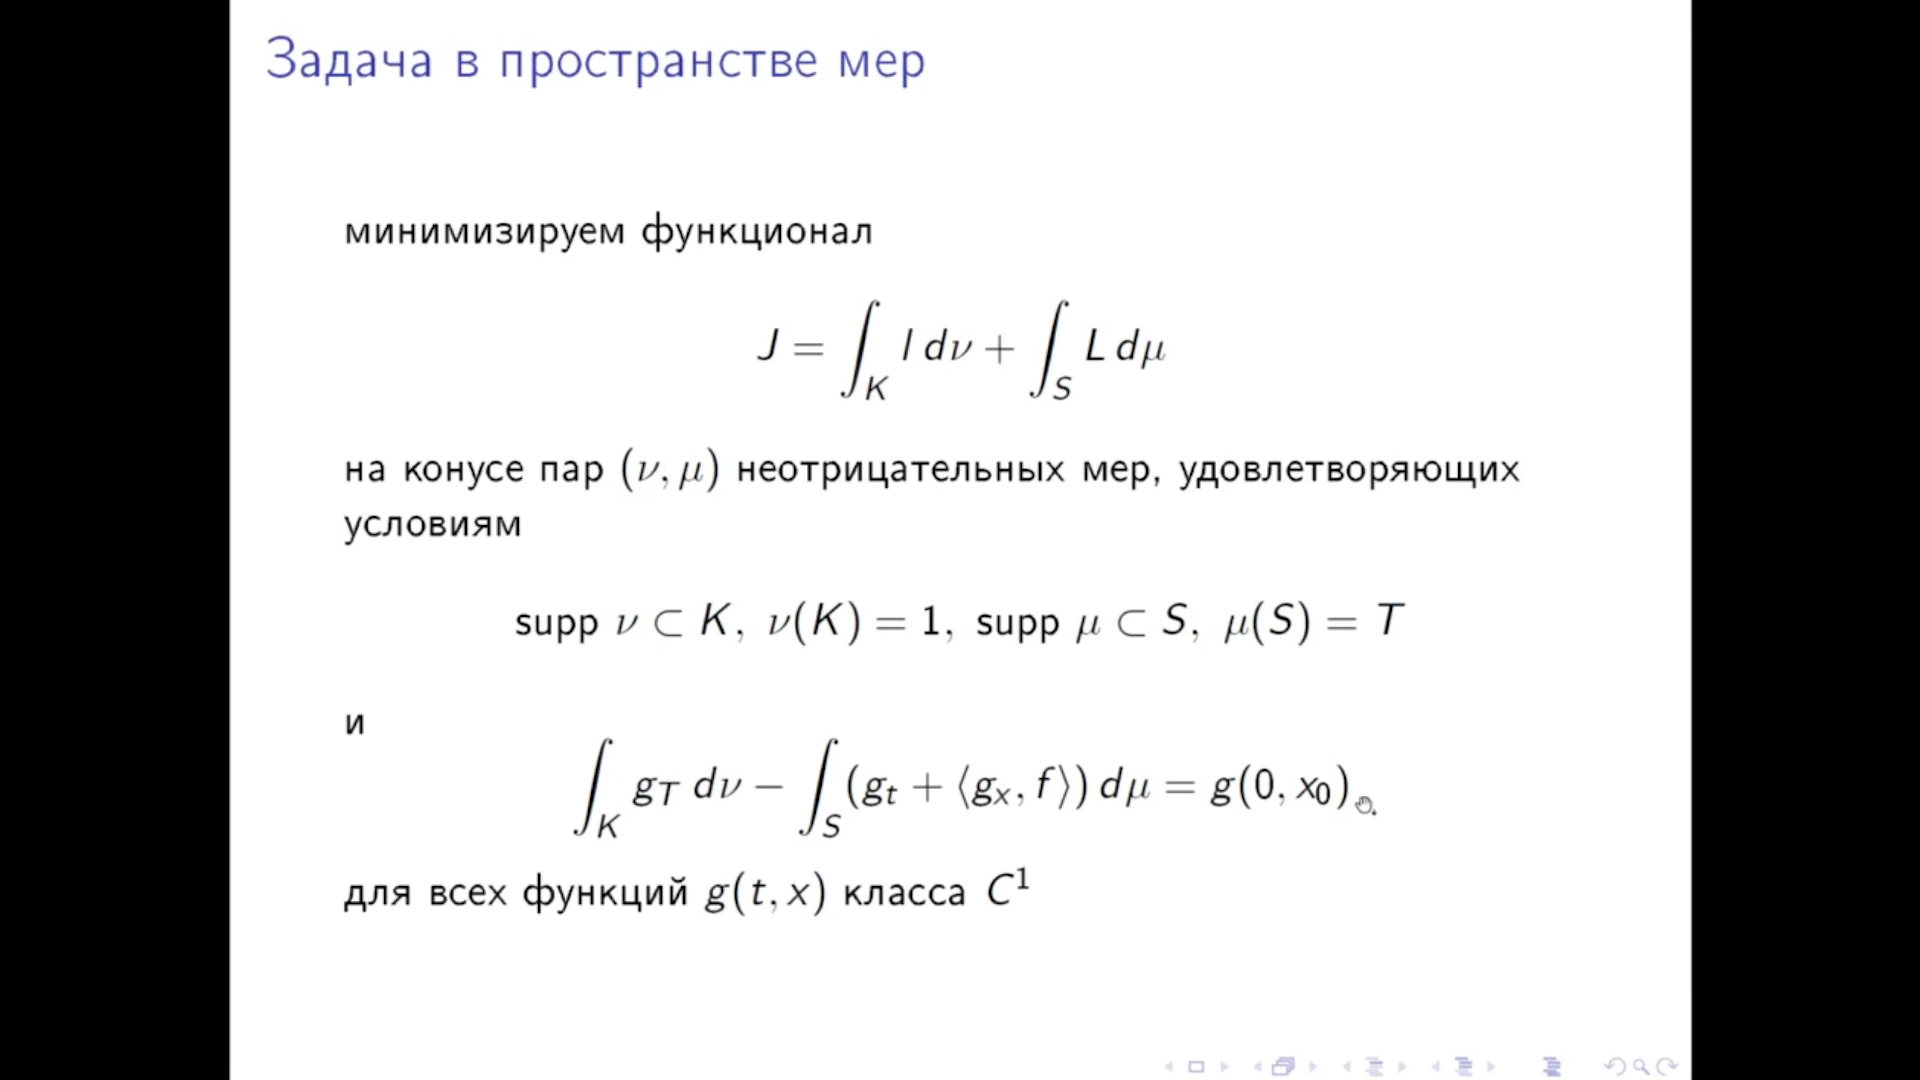 Задача в пространстве мер
минимизируем функционал
J = ∫_K l dν + ∫_S L dμ
на конусе пар (ν, μ) неотрицательных мер, удовлетворяющих
условиям
supp ν ⊂ K, ν(K) = 1, supp μ ⊂ S, μ(S) = T
и
∫_K g_T dν − ∫_S (g_t + ⟨g_x, f⟩) dμ = g(0, x_0)
для всех функций g(t, x) класса C^1